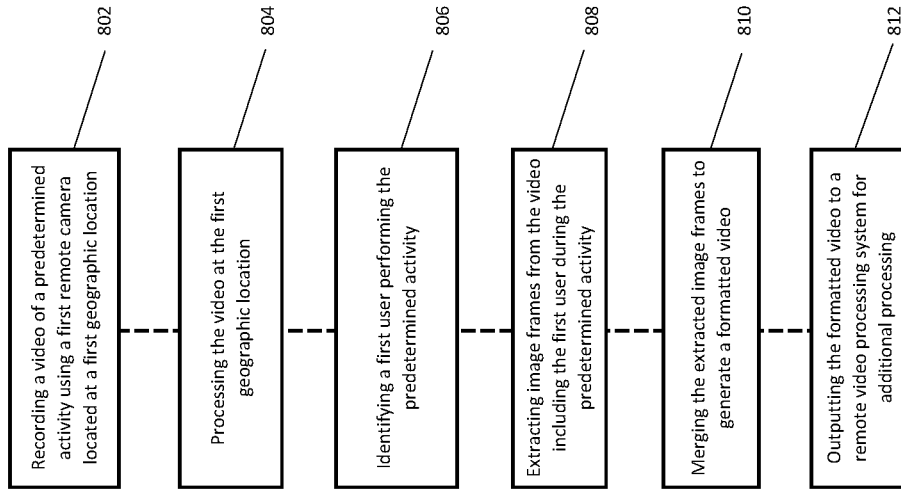 Recording a video of a predetermined
activity using a first remote camera
located at a first geographic location
802
Processing the video at the first
geographic location
804
Identifying a first user performing the
predetermined activity
806
Extracting image frames from the video
including the first user during the
predetermined activity
808
Merging the extracted image frames to
generate a formatted video
810
Outputting the formatted video to a
remote video processing system for
additional processing
812